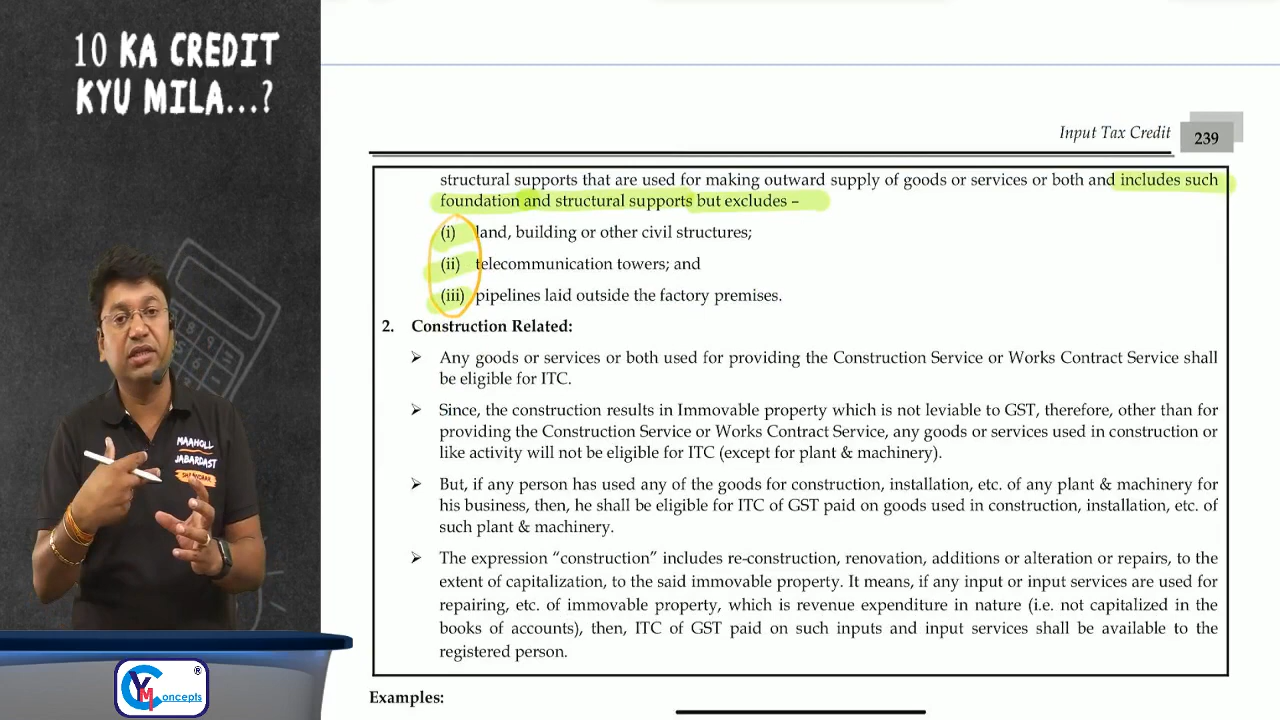 10 KA CREDIT
KYU MILA...?
Input Tax Credit 239
structural supports that are used for making outward supply of goods or services or both and includes such
foundation and structural supports but excludes –
(i) land, building or other civil structures;
(ii) telecommunication towers; and
(iii) pipelines laid outside the factory premises.
2. Construction Related:
➢ Any goods or services or both used for providing the Construction Service or Works Contract Service shall
be eligible for ITC.
➢ Since, the construction results in Immovable property which is not leviable to GST, therefore, other than for
providing the Construction Service or Works Contract Service, any goods or services used in construction or
like activity will not be eligible for ITC (except for plant & machinery).
➢ But, if any person has used any of the goods for construction, installation, etc. of any plant & machinery for
his business, then, he shall be eligible for ITC of GST paid on goods used in construction, installation, etc. of
such plant & machinery.
➢ The expression “construction” includes re-construction, renovation, additions or alteration or repairs, to the
extent of capitalization, to the said immovable property. It means, if any input or input services are used for
repairing, etc. of immovable property, which is revenue expenditure in nature (i.e. not capitalized in the
books of accounts), then, ITC of GST paid on such inputs and input services shall be available to the
registered person.
Examples:
MAAHOLL
JABARDAST
SHAANDAAR
YM Concepts ®